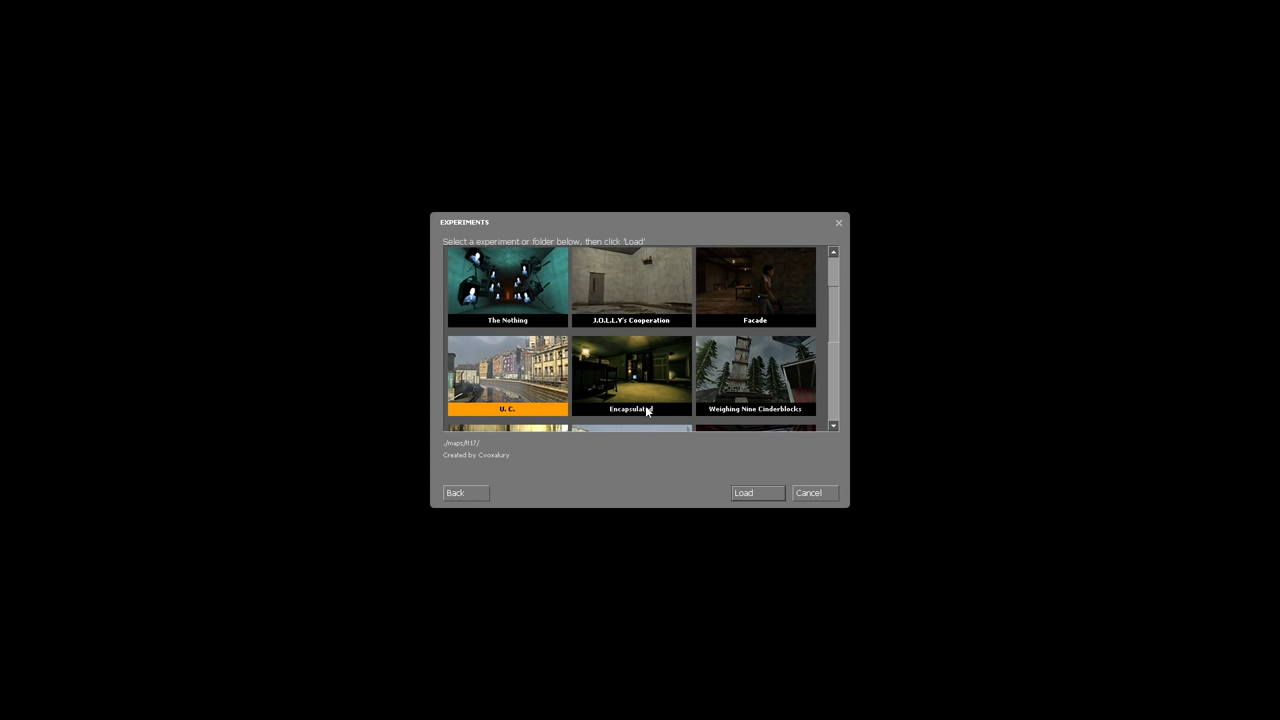 EXPERIMENTS
Select a experiment or folder below, then click 'Load'
The Nothing
J.O.L.L.Y's Cooperation
Facade
U. C.
Encapsulated
Weighing Nine Cinderblocks
Created by Cvoxalury
Back
Load
Cancel